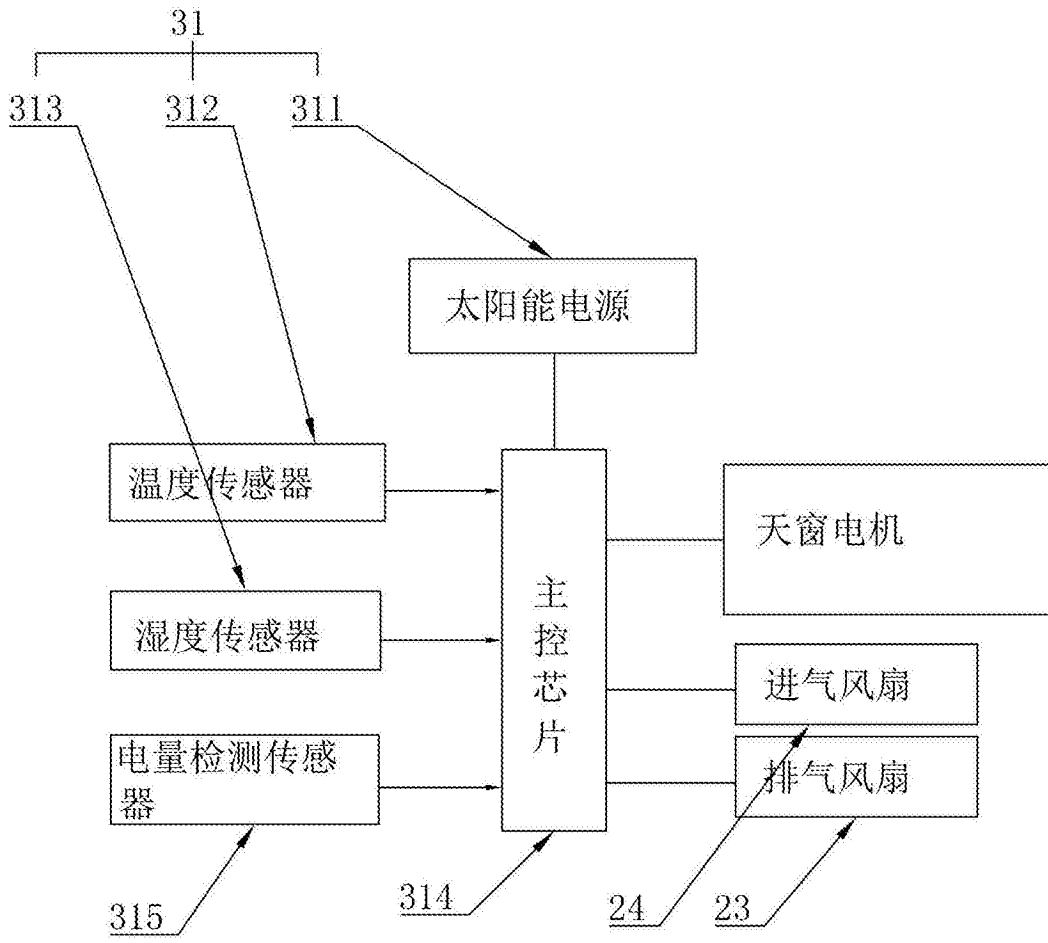 31
313
312
311
太阳能电源
温度传感器
天窗电机
湿度传感器
主
控
芯
片
进气风扇
电量检测传感
器
排气风扇
315
314
24
23